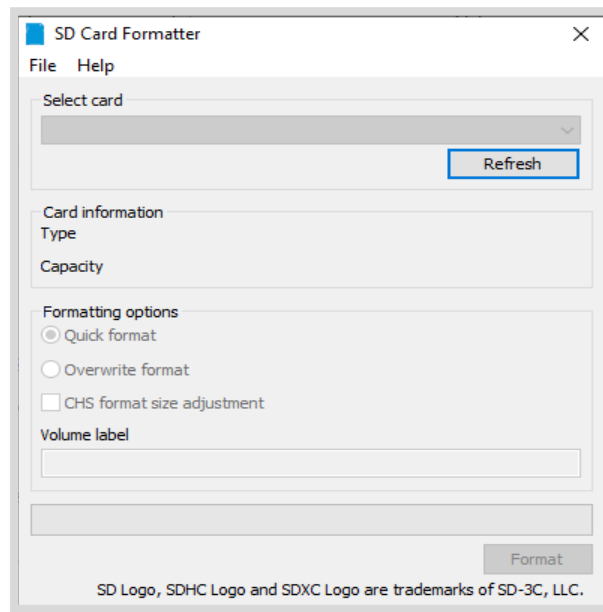 SD Card Formatter
File Help
Select card
Refresh
Card information
Type
Capacity
Formatting options
Quick format
Overwrite format
CHS format size adjustment
Volume label
Format
SD Logo, SDHC Logo and SDXC Logo are trademarks of SD-3C, LLC.